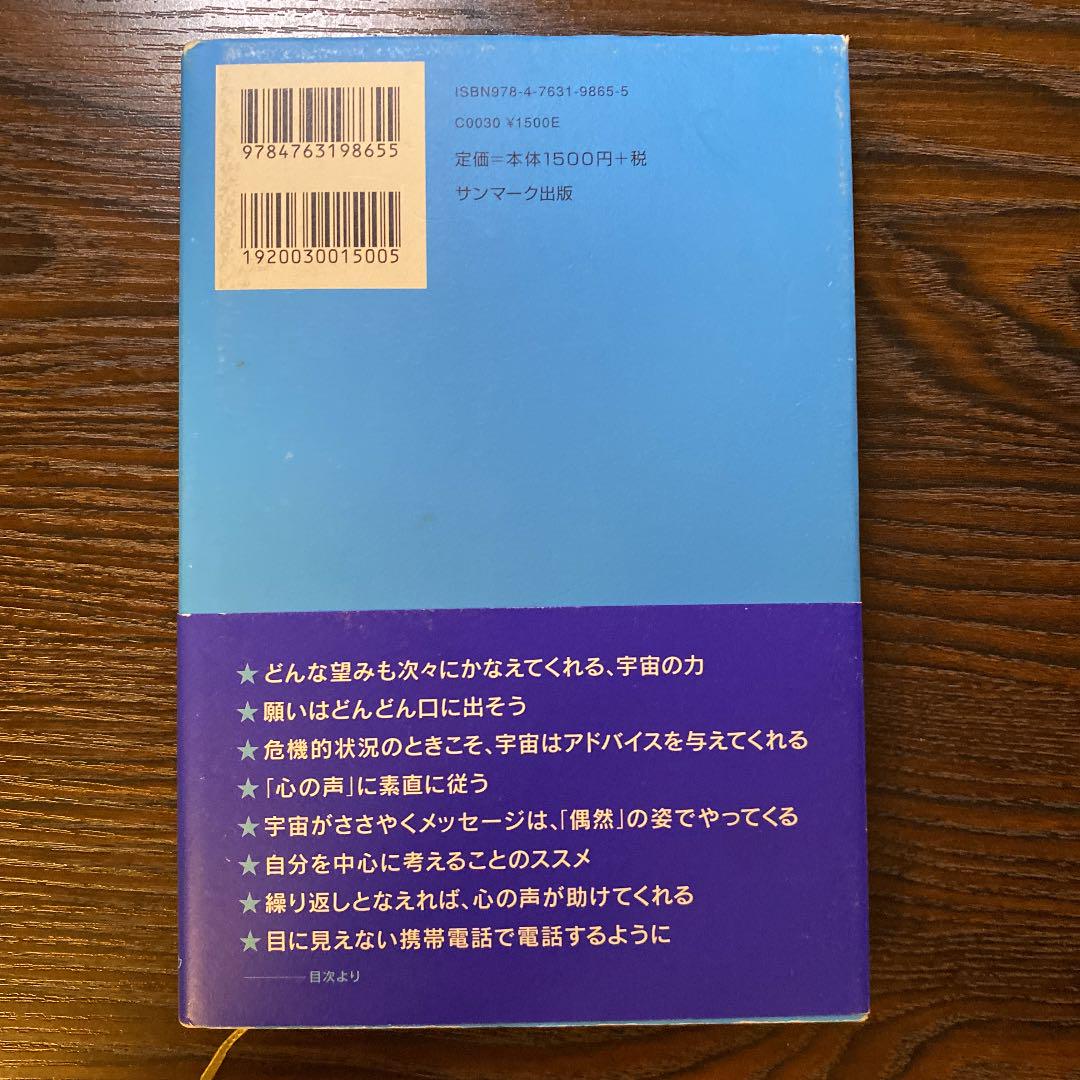 ISBN978-4-7631-9865-5
C0030 ¥1500E
定価=本体1500円+税
サンマーク出版
9784763198655
1920030015005
★どんな望みも次々にかなえてくれる、宇宙の力
★願いはどんどん口に出そう
★危機的状況のときこそ、宇宙はアドバイスを与えてくれる
★「心の声」に素直に従う
★宇宙がささやくメッセージは、「偶然」の姿でやってくる
★自分を中心に考えることのススメ
★繰り返しとなえれば、心の声が助けてくれる
★目に見えない携帯電話で電話するように
――目次より